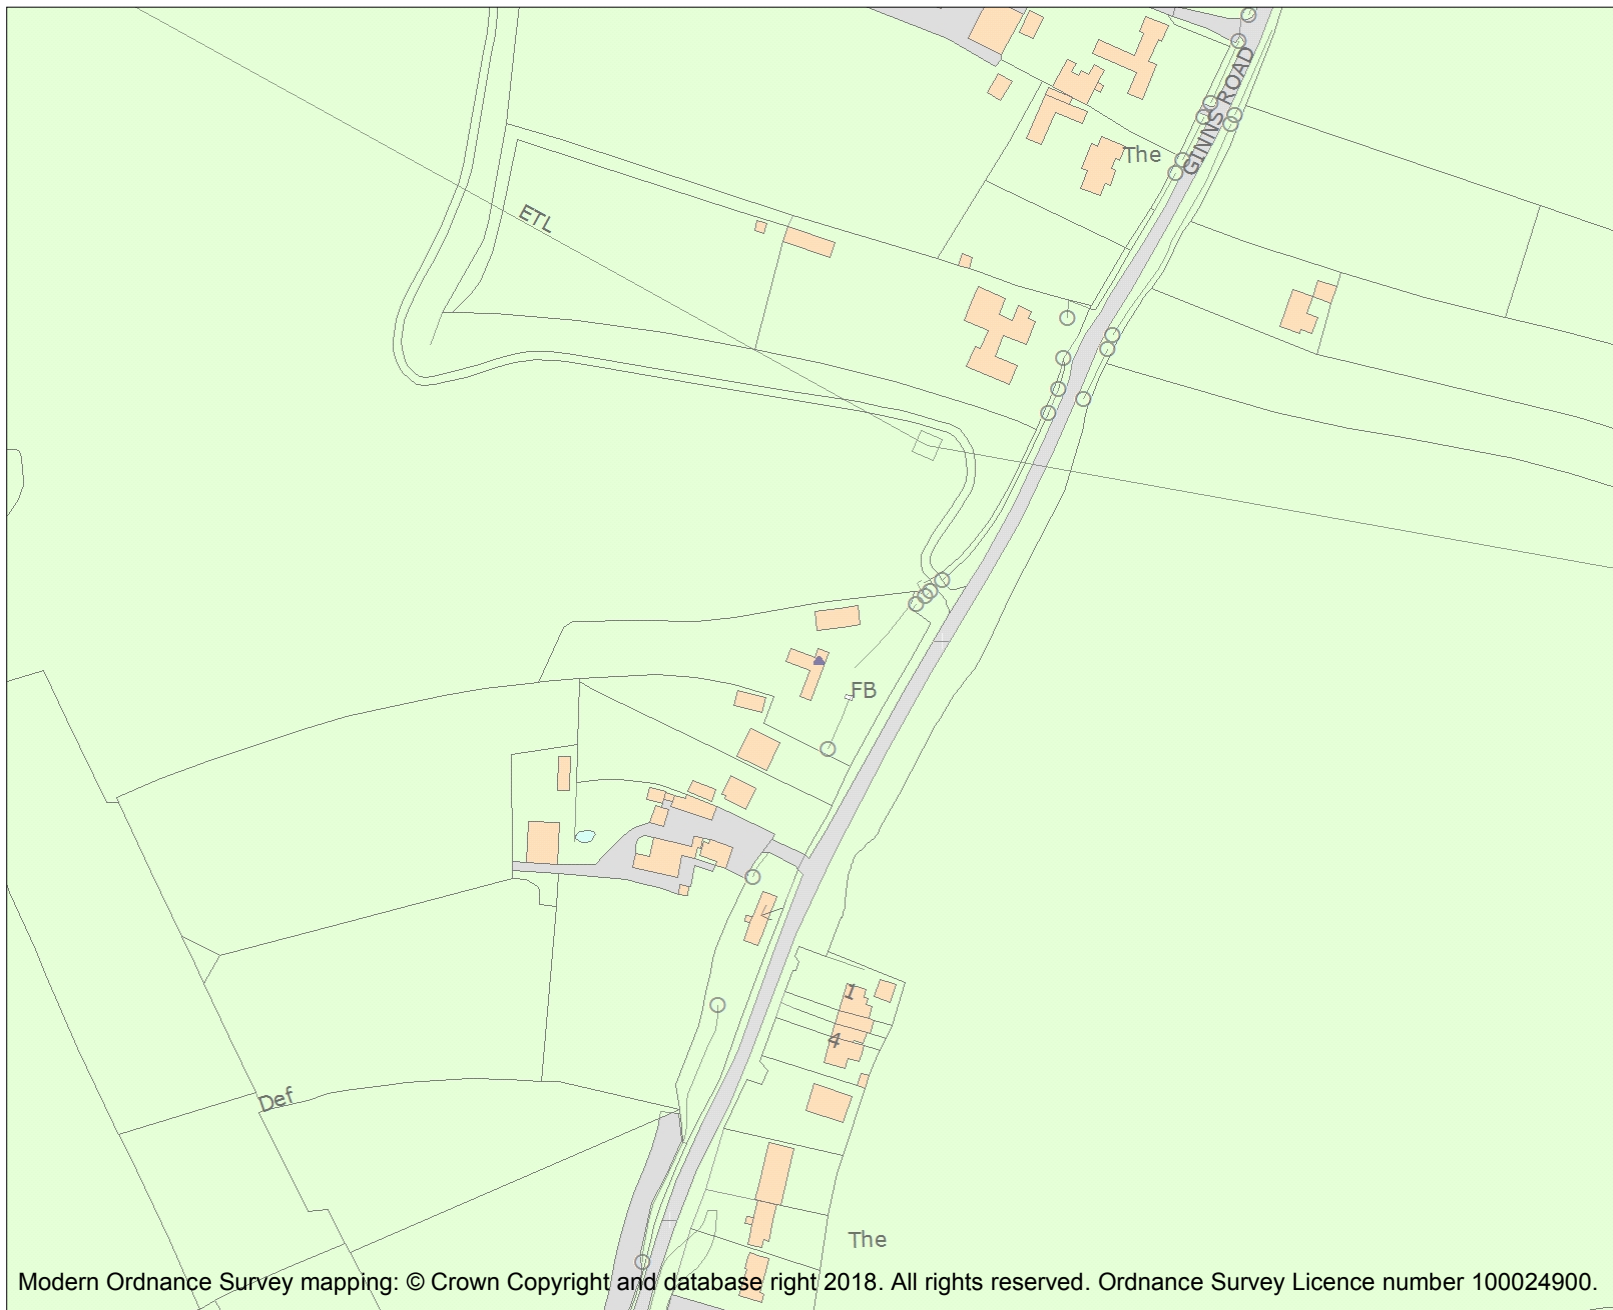 GINNS ROAD
The
ETL
FB
1
4
Def
The
Modern Ordnance Survey mapping: © Crown Copyright and database right 2018. All rights reserved. Ordnance Survey Licence number 100024900.